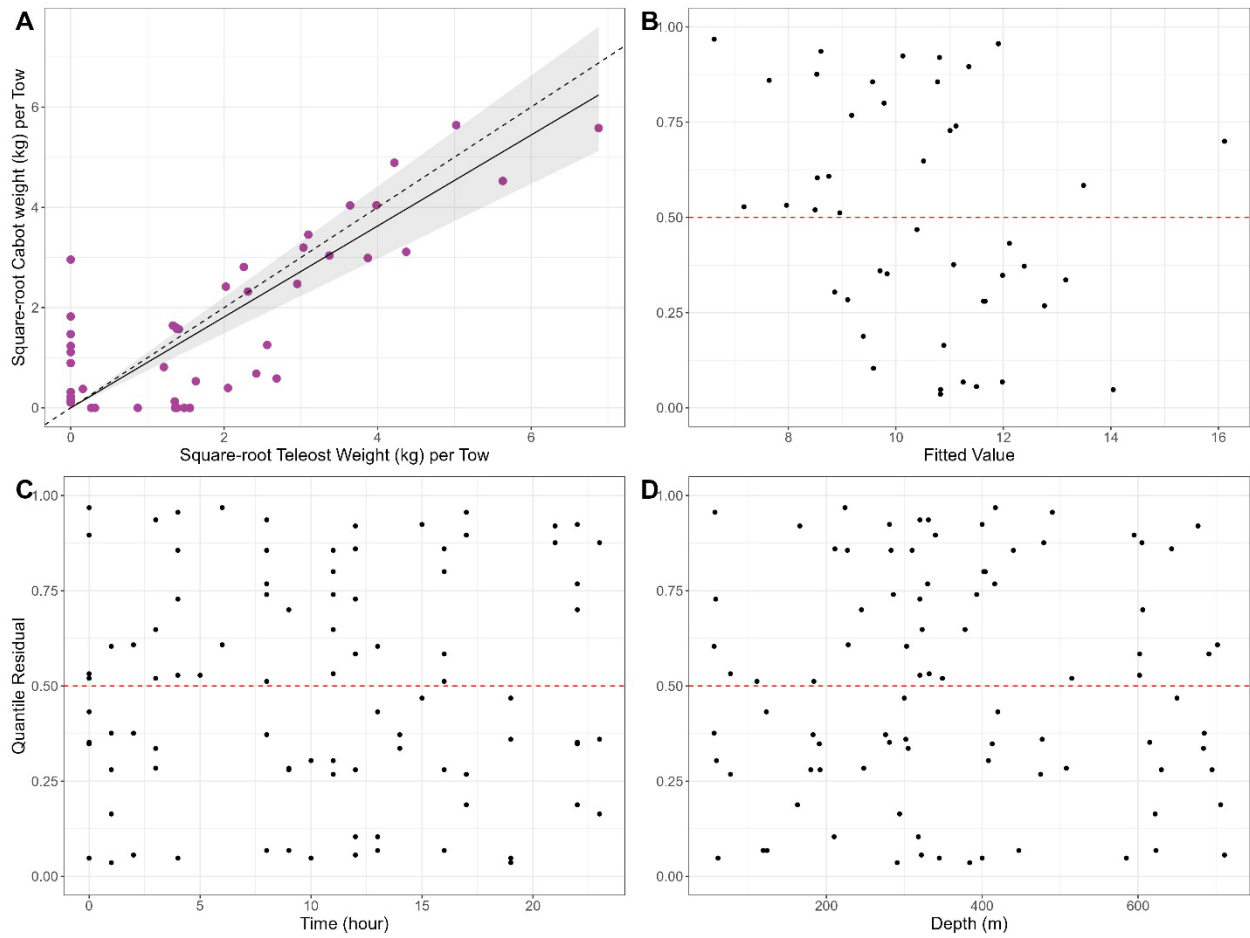 A
Square-root Cabot weight (kg) per Tow
6
4
2
0
0 2 4 6
Square-root Teleost Weight (kg) per Tow
B
1.00
0.75
0.50
0.25
0.00
8 10 12 14 16
Fitted Value
C
Quantile Residual
1.00
0.75
0.50
0.25
0.00
0 5 10 15 20
Time (hour)
D
1.00
0.75
0.50
0.25
0.00
200 400 600
Depth (m)